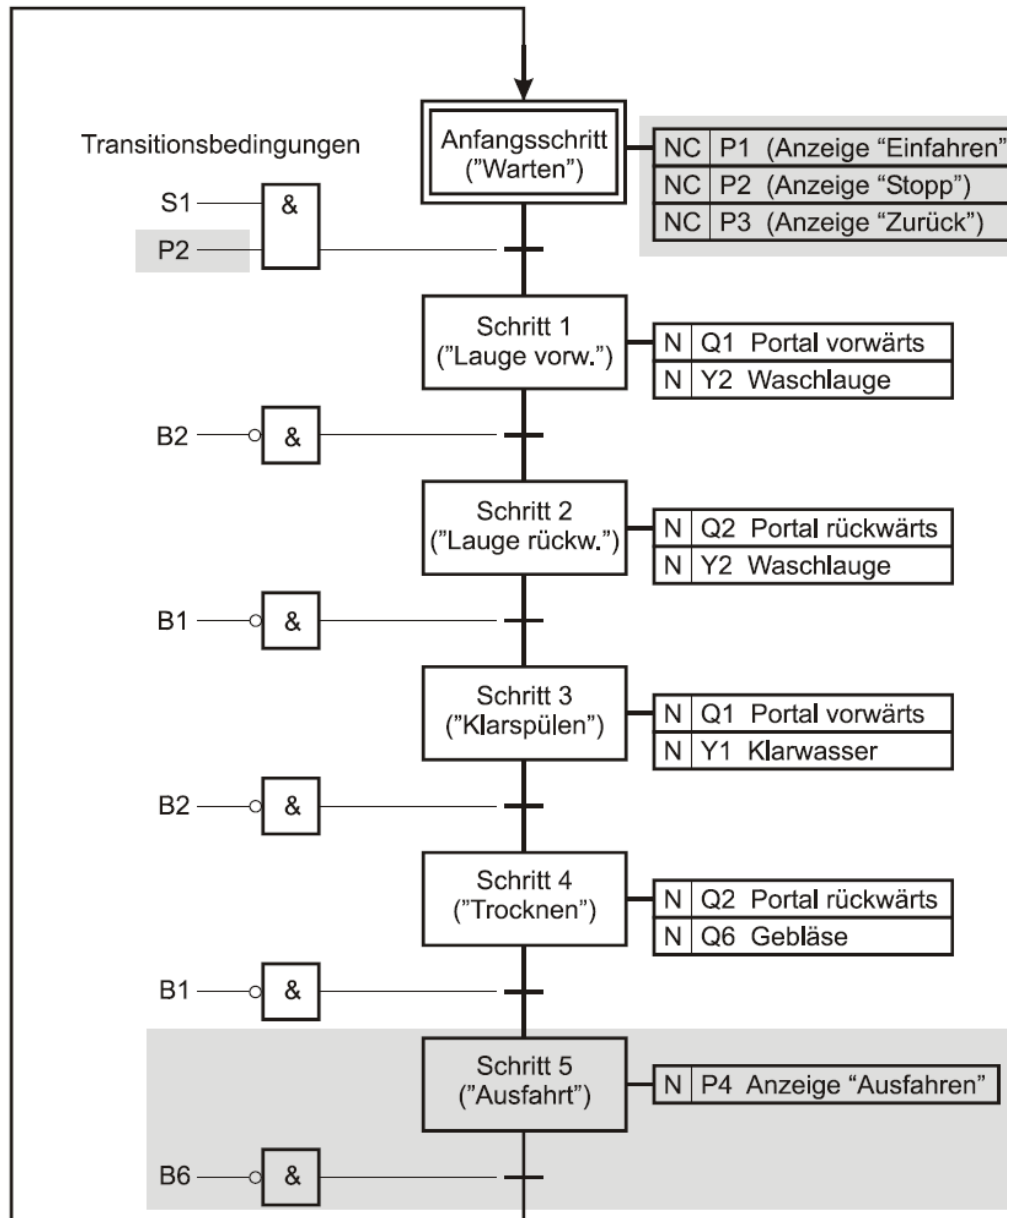 Transitionsbedingungen
Anfangsschritt
("Warten")
NC P1 (Anzeige "Einfahren"
NC P2 (Anzeige "Stopp")
NC P3 (Anzeige "Zurück")
S1
&
P2
Schritt 1
("Lauge vorw.")
N Q1 Portal vorwärts
N Y2 Waschlauge
B2 &
Schritt 2
("Lauge rückw.")
N Q2 Portal rückwärts
N Y2 Waschlauge
B1 &
Schritt 3
("Klarspülen")
N Q1 Portal vorwärts
N Y1 Klarwasser
B2 &
Schritt 4
("Trocknen")
N Q2 Portal rückwärts
N Q6 Gebläse
B1 &
Schritt 5
("Ausfahrt")
N P4 Anzeige "Ausfahren"
B6 &